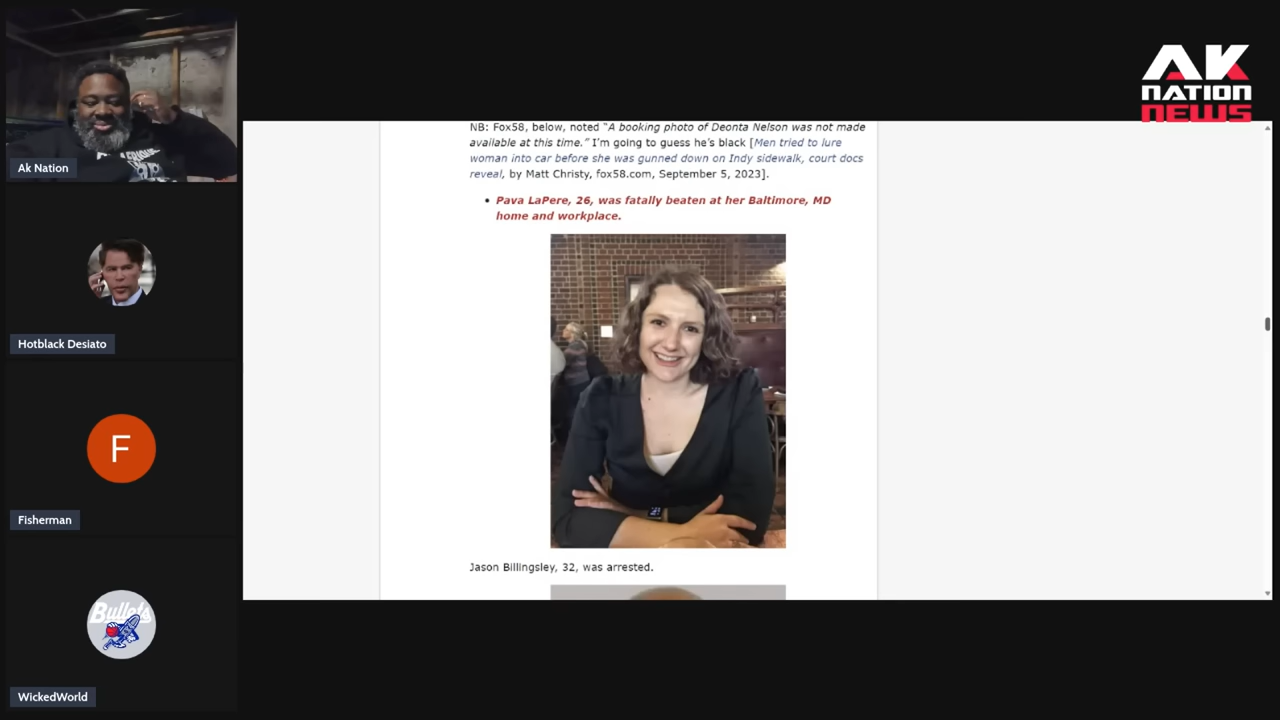 AK
NATION
NEWS
Ak Nation
NB: Fox58, below, noted “A booking photo of Deonta Nelson was not made
available at this time.” I’m going to guess he’s black [Men tried to lure
woman into car before she was gunned down on Indy sidewalk, court docs
reveal, by Matt Christy, fox58.com, September 5, 2023].
• Pava LaPere, 26, was fatally beaten at her Baltimore, MD
home and workplace.
Hotblack Desiato
F
Fisherman
Jason Billingsley, 32, was arrested.
Bullets
WickedWorld